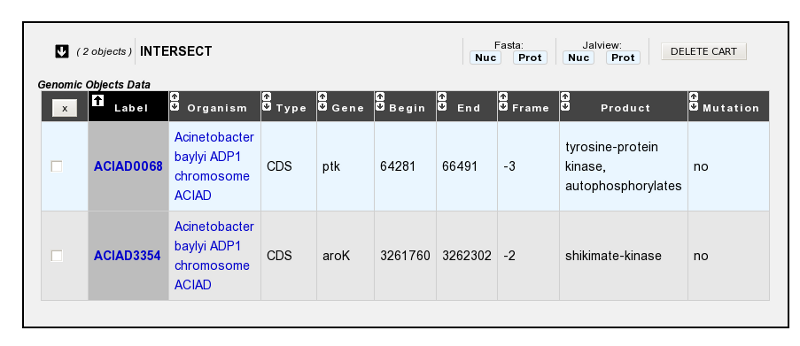 ( 2 objects ) INTERSECT
Fasta: Jalview:
Nuc Prot Nuc Prot DELETE CART
Genomic Objects Data
x Label Organism Type Gene Begin End Frame Product Mutation
Acinetobacter
baylyi ADP1 tyrosine-protein
ACIAD0068 chromosome CDS ptk 64281 66491 -3 kinase, no
ACIAD autophosphorylates
Acinetobacter
baylyi ADP1
ACIAD3354 chromosome CDS aroK 3261760 3262302 -2 shikimate-kinase no
ACIAD